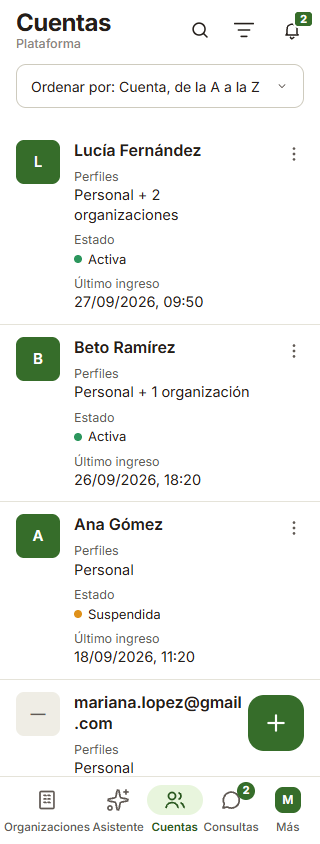 Cuentas
Plataforma
2
Ordenar por: Cuenta, de la A a la Z
L
Lucía Fernández
Perfiles
Personal + 2
organizaciones
Estado
Activa
Último ingreso
27/09/2026, 09:50
B
Beto Ramírez
Perfiles
Personal + 1 organización
Estado
Activa
Último ingreso
26/09/2026, 18:20
A
Ana Gómez
Perfiles
Personal
Estado
Suspendida
Último ingreso
18/09/2026, 11:20
—
mariana.lopez@gmail
.com
Perfiles
Personal
+
2
M
Organizaciones Asistente Cuentas Consultas Más